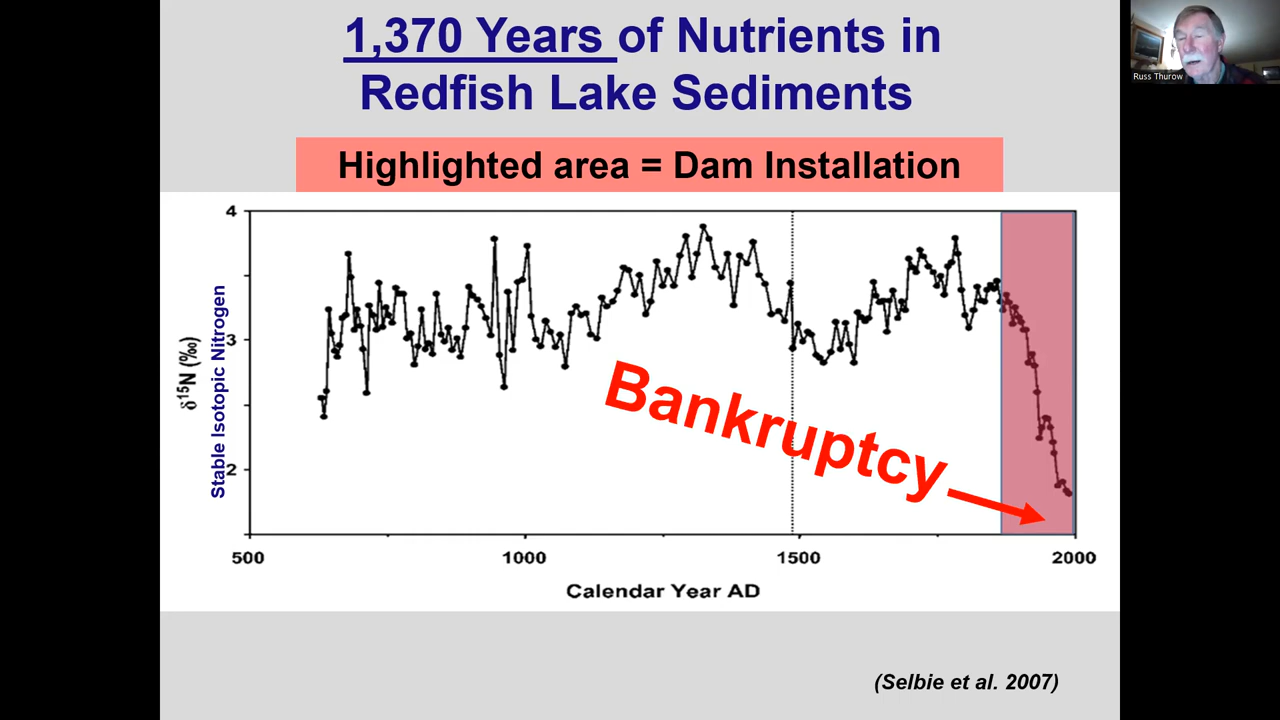 1,370 Years of Nutrients in
Redfish Lake Sediments
Russ Thurow
Highlighted area = Dam Installation
4
3
2
δ¹⁵N (‰)
Stable Isotopic Nitrogen
Bankruptcy
500
1000
1500
2000
Calendar Year AD
(Selbie et al. 2007)